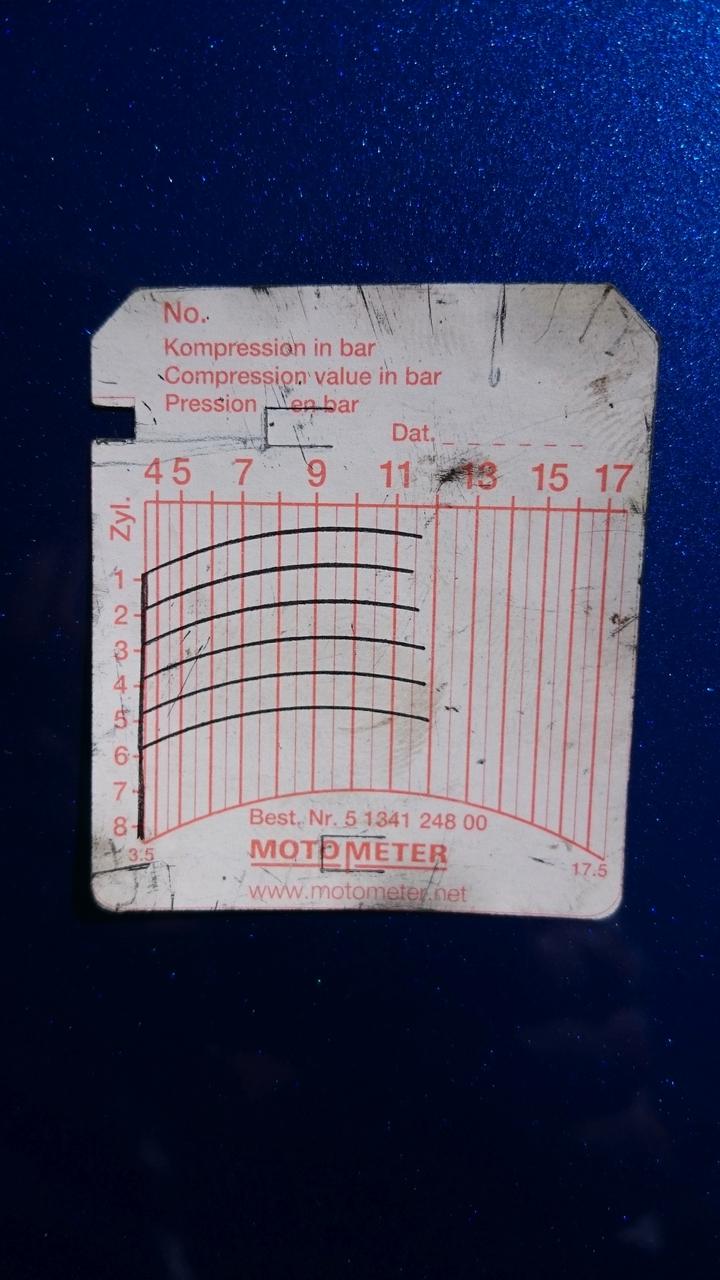 No.
Kompression in bar
Compression value in bar
Pression en bar
Dat.
4 5 7 9 11 13 15 17
Zyl.
1
2
3
4
5
6
7
8
3.5
17.5
Best. Nr. 5 1341 248 00
MOTOMETER
www.motometer.net